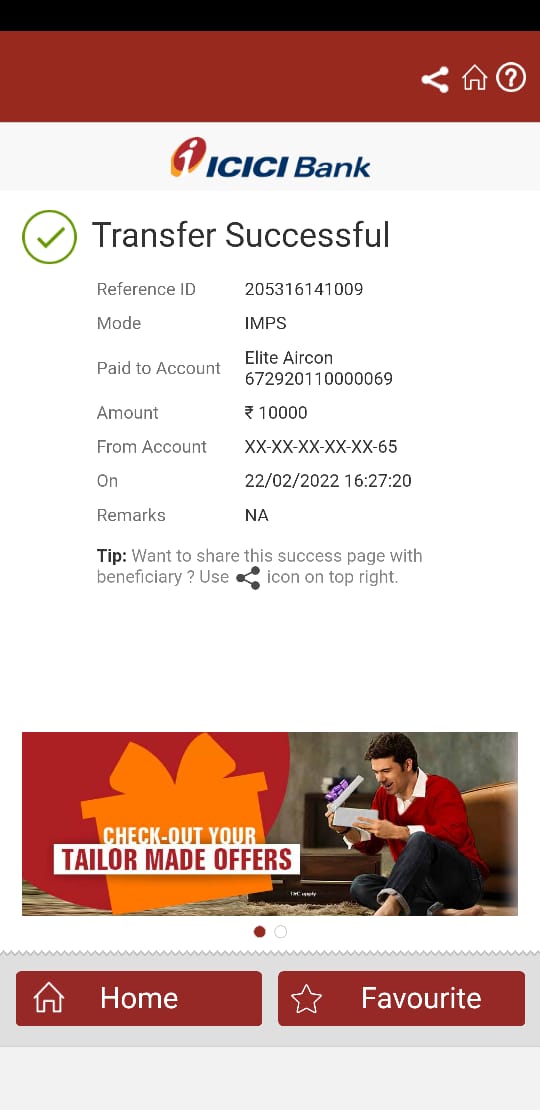 ICICI Bank
Transfer Successful
Reference ID 205316141009
Mode IMPS
Paid to Account Elite Aircon
672920110000069
Amount ₹ 10000
From Account XX-XX-XX-XX-XX-65
On 22/02/2022 16:27:20
Remarks NA
Tip: Want to share this success page with
beneficiary ? Use icon on top right.
CHECK-OUT YOUR
TAILOR MADE OFFERS
T&C apply
Home Favourite